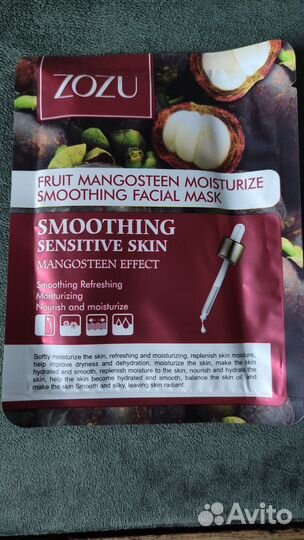 ZOZU
FRUIT MANGOSTEEN MOISTURIZE
SMOOTHING FACIAL MASK
SMOOTHING
SENSITIVE SKIN
MANGOSTEEN EFFECT
Smoothing Refreshing
Moisturizing
Nourish and moisturize
Softly moisturize the skin, refreshing and moisturizing, replenish skin moisture,
help improve dryness and dehydration, moisturize the skin, make the skin
hydrated and smooth, replenish moisture to the skin, nourish and hydrate the
skin, help the skin become hydrated and smooth, balance the skin oil, and
make the skin Smooth and silky, leaving skin radiant.
Avito